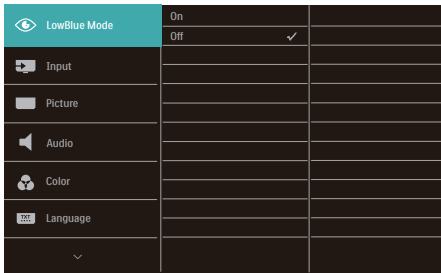 LowBlue Mode
On
Off
Input
Picture
Audio
Color
TXT
Language